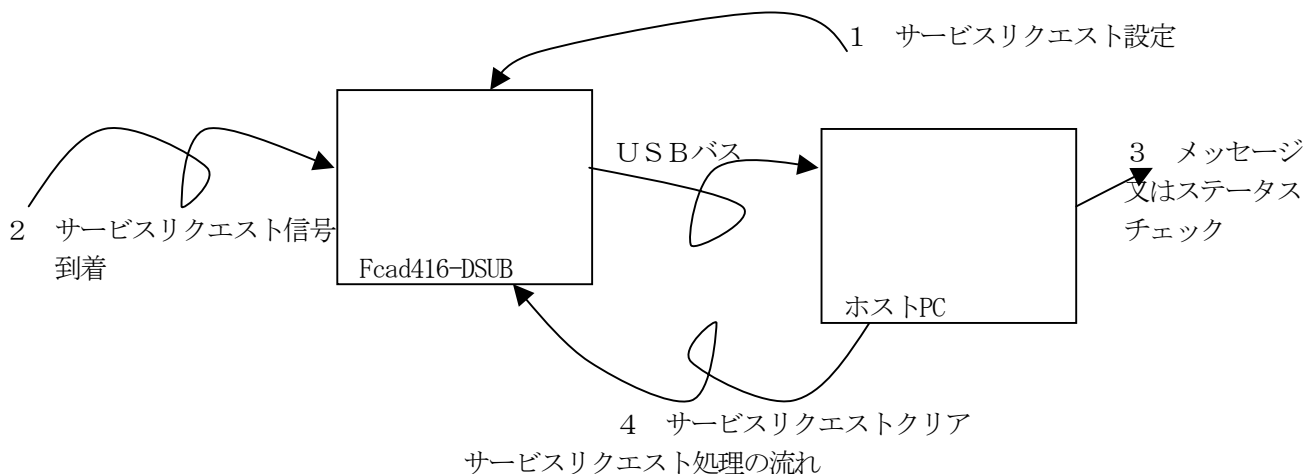 １　サービスリクエスト設定
ＵＳＢバス
３　メッセージ
又はステータス
チェック
２　サービスリクエスト信号
到着
Fcad416-DSUB
ホストPC
４　サービスリクエストクリア
サービスリクエスト処理の流れ